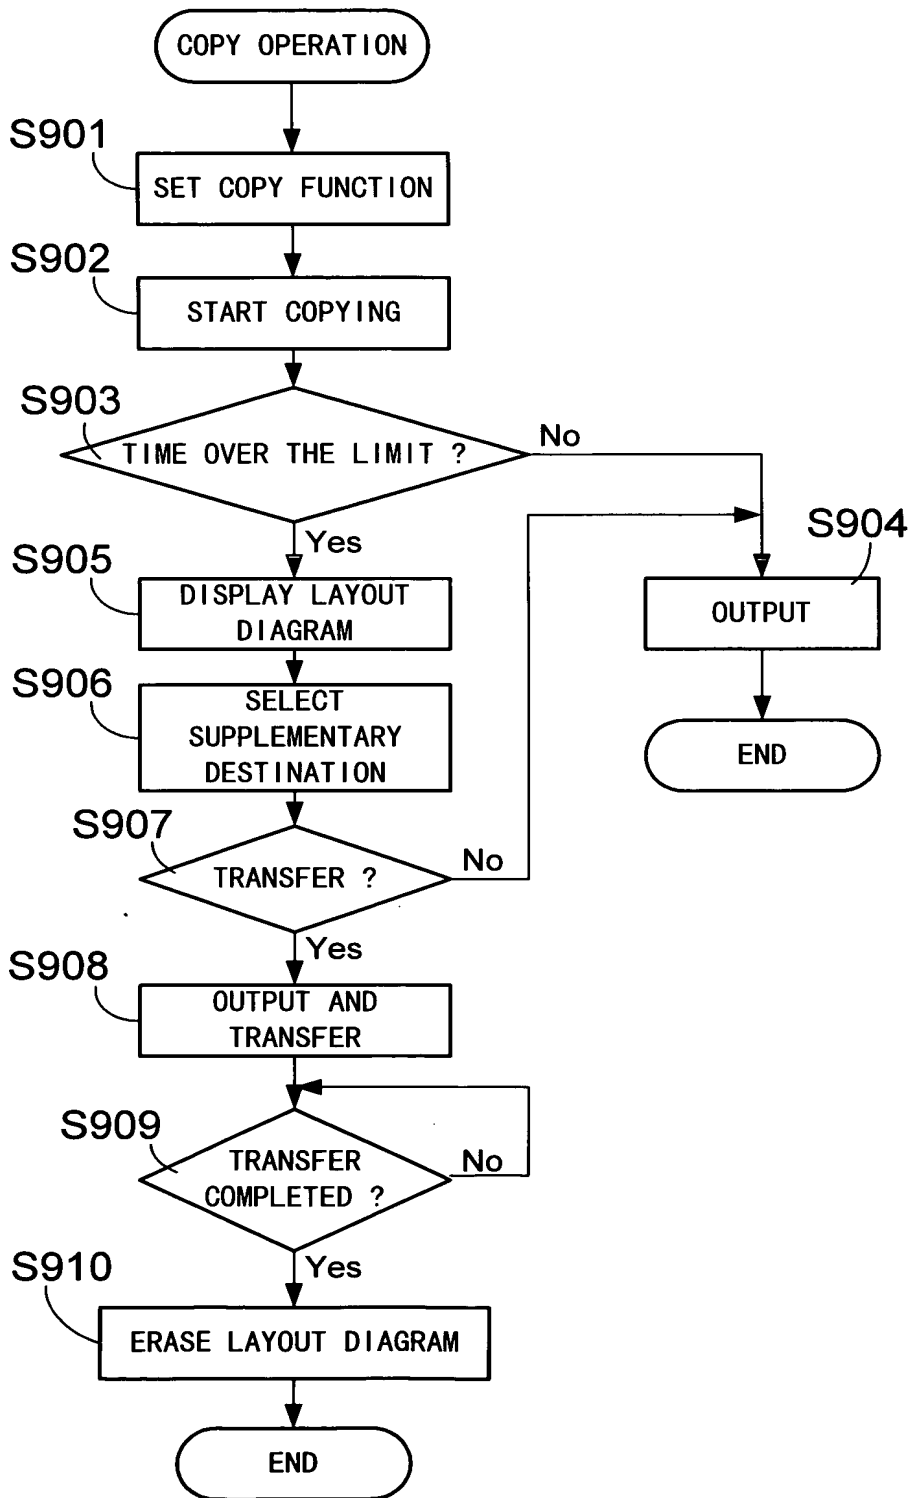 COPY OPERATION
S901
SET COPY FUNCTION
S902
START COPYING
S903
TIME OVER THE LIMIT ?
No
Yes
S904
OUTPUT
END
S905
DISPLAY LAYOUT
DIAGRAM
S906
SELECT
SUPPLEMENTARY
DESTINATION
S907
TRANSFER ?
No
Yes
S908
OUTPUT AND
TRANSFER
S909
TRANSFER
COMPLETED ?
No
Yes
S910
ERASE LAYOUT DIAGRAM
END